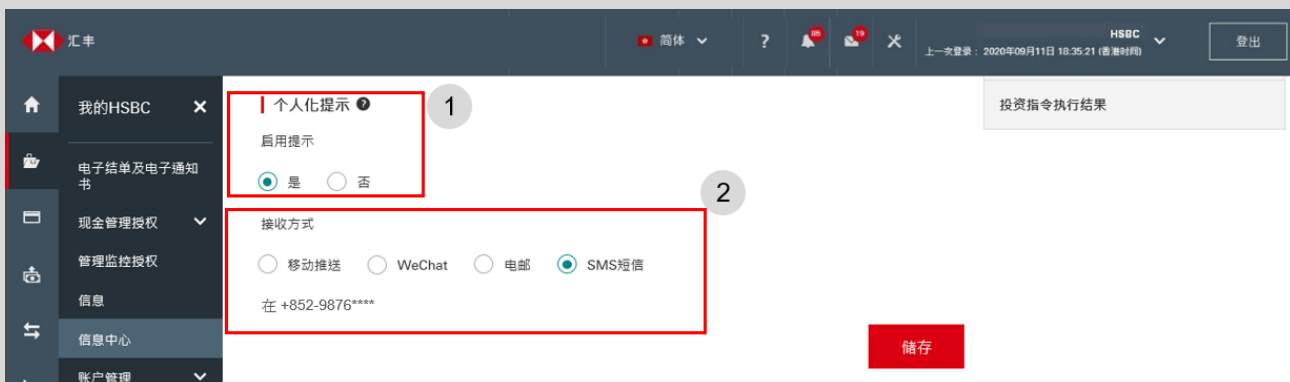 汇丰
简体
?
85
19
HSBC
上一次登录：2020年09月11日 18:35:21 (香港时间)
登出
我的HSBC
电子结单及电子通知
书
现金管理授权
管理监控授权
信息
信息中心
账户管理
个人化提示 ?
1
启用提示
是 否
2
接收方式
移动推送 WeChat 电邮 SMS短信
在 +852-9876****
储存
投资指令执行结果